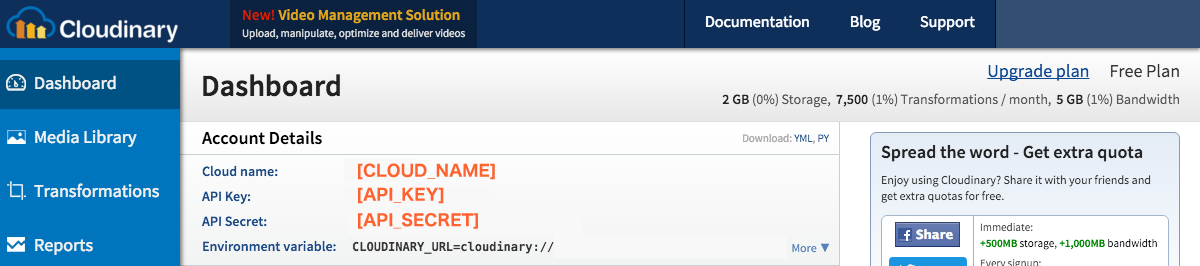 Cloudinary
New! Video Management Solution
Upload, manipulate, optimize and deliver videos
Documentation Blog Support
Dashboard
Media Library
Transformations
Reports
Dashboard
Upgrade plan Free Plan
2 GB (0%) Storage, 7,500 (1%) Transformations / month, 5 GB (1%) Bandwidth
Account Details
Download: YML, PY
Cloud name: [CLOUD_NAME]
API Key: [API_KEY]
API Secret: [API_SECRET]
Environment variable: CLOUDINARY_URL=cloudinary://
More ▼
Spread the word - Get extra quota
Enjoy using Cloudinary? Share it with your friends and
get extra quotas for free.
f Share
Immediate:
+500MB storage, +1,000MB bandwidth
Every signup: